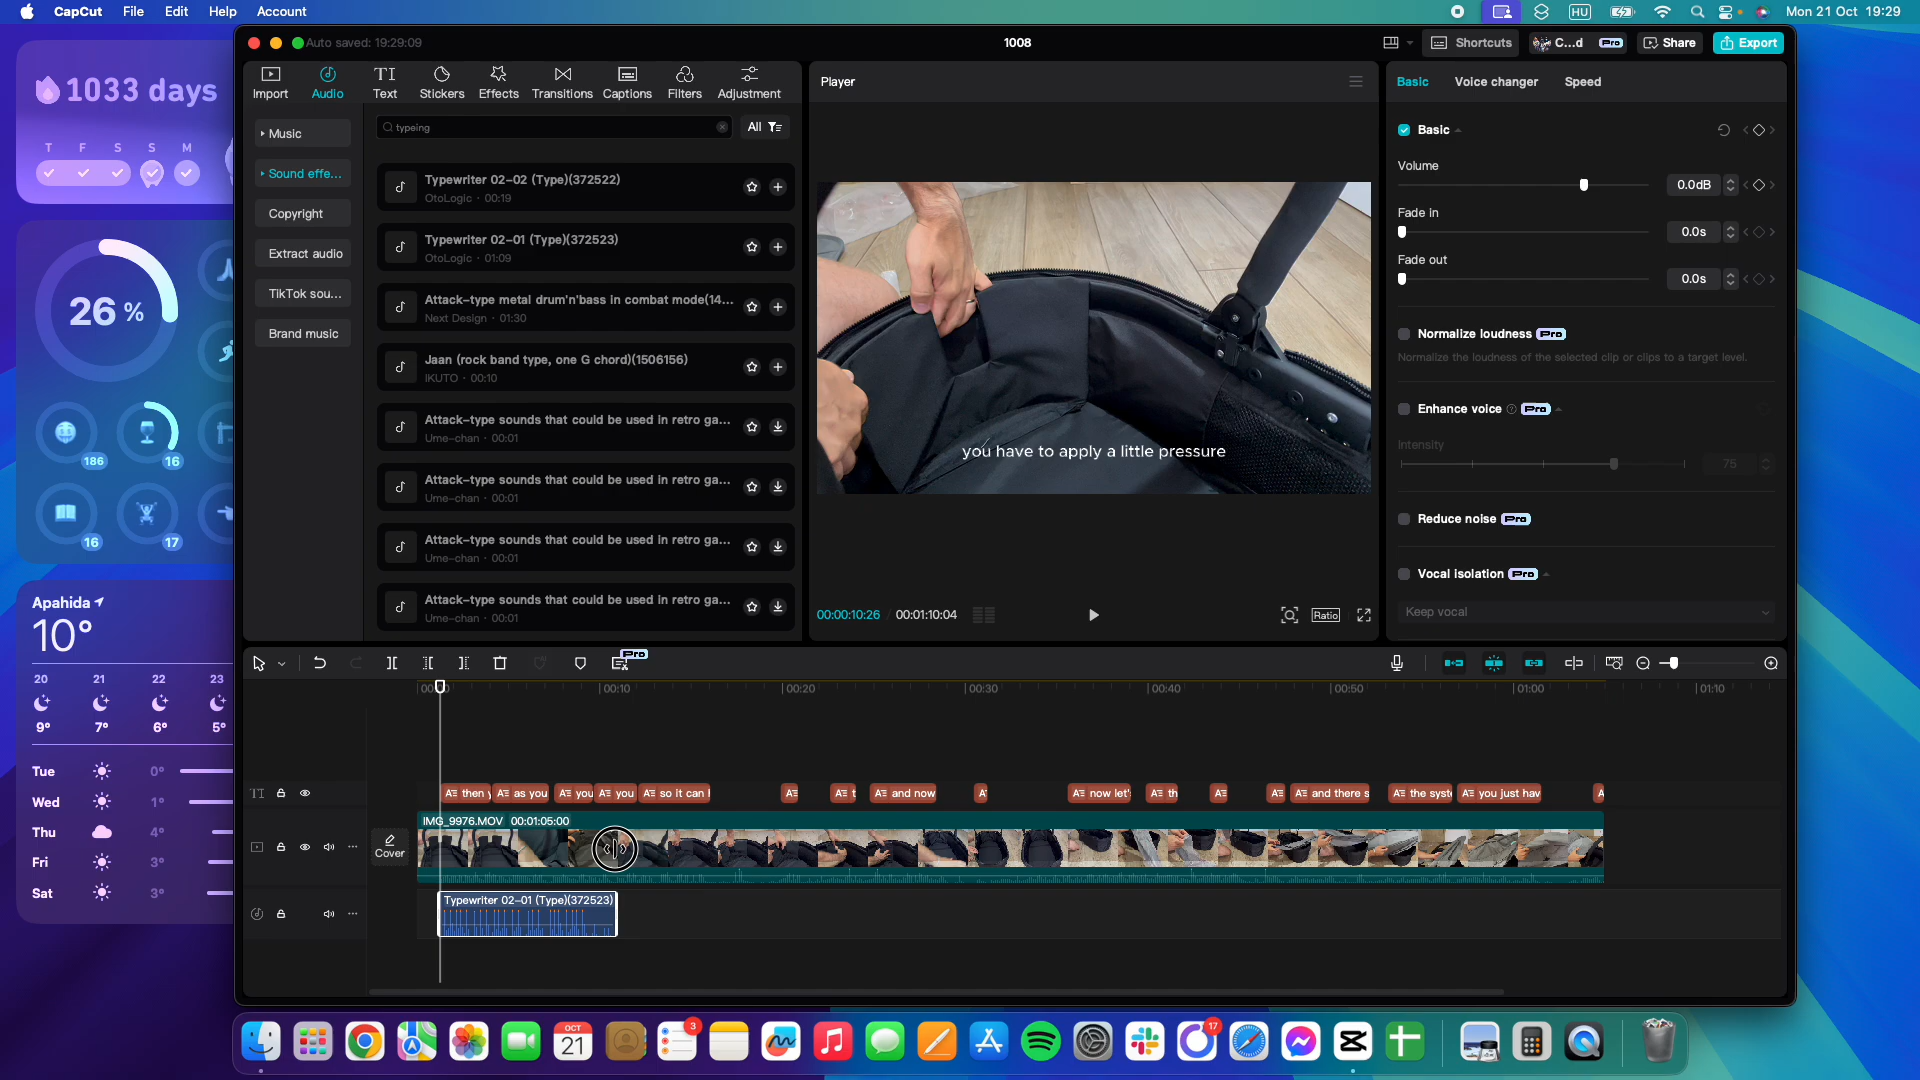 CapCut File Edit Help Account
HU Mon 21 Oct 19:29
1033 days
T F S S M
26 %
186 16
16 17
Apahida
10°
20 21 22 23
9° 7° 6° 5°
Tue 0°
Wed 1°
Thu 4°
Fri 3°
Sat 3°
Auto saved: 19:29:09
1008
Shortcuts C...d Pro Share Export
Import Audio Text Stickers Effects Transitions Captions Filters Adjustment
Music
Sound effe...
Copyright
Extract audio
TikTok sou...
Brand music
typeing
All
Typewriter 02-02 (Type)(372522)
OtoLogic · 00:19
Typewriter 02-01 (Type)(372523)
OtoLogic · 01:09
Attack-type metal drum'n'bass in combat mode(14...
Next Design · 01:30
Jaan (rock band type, one G chord)(1506156)
IKUTO · 00:10
Attack-type sounds that could be used in retro ga...
Ume-chan · 00:01
Attack-type sounds that could be used in retro ga...
Ume-chan · 00:01
Attack-type sounds that could be used in retro ga...
Ume-chan · 00:01
Attack-type sounds that could be used in retro ga...
Ume-chan · 00:01
Player
you have to apply a little pressure
00:00:10:26 00:01:10:04
Ratio
Basic Voice changer Speed
Basic
Volume
0.0dB
Fade in
0.0s
Fade out
0.0s
Normalize loudness Pro
Normalize the loudness of the selected clip or clips to a target level.
Enhance voice Pro
Intensity
75
Reduce noise Pro
Vocal isolation Pro
Keep vocal
Pro
00:10 00:20 00:30 00:40 00:50 01:00 01:10
then y as you you you so it can and now now let' th and there s the syste you just hav
IMG_9976.MOV 00:01:05:00
Cover
Typewriter 02-01 (Type)(372523)
OCT
21
3
17